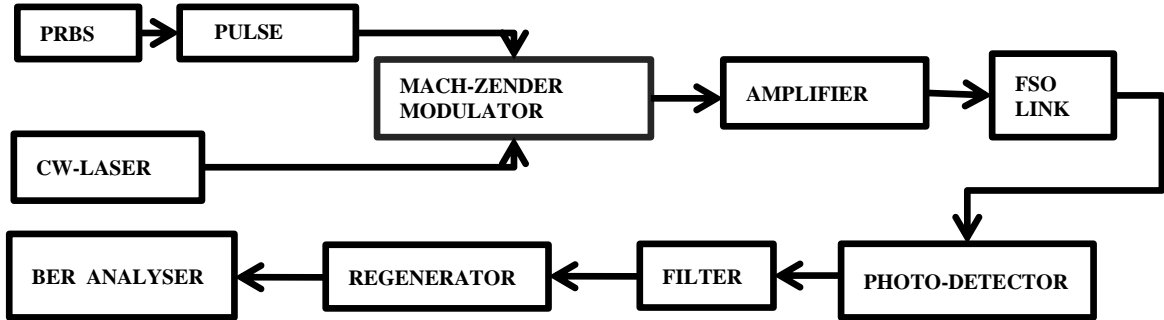 PRBS
PULSE
MACH-ZENDER
MODULATOR
AMPLIFIER
FSO
LINK
CW-LASER
BER ANALYSER
REGENERATOR
FILTER
PHOTO-DETECTOR